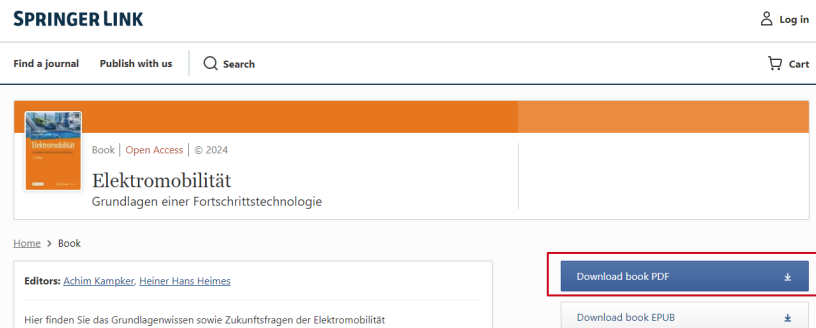 SPRINGER LINK
Log in
Find a journal Publish with us Search
Cart
Elektromobilität
Book | Open Access | © 2024
Elektromobilität
Grundlagen einer Fortschrittstechnologie
Home > Book
Editors: Achim Kampker, Heiner Hans Heimes
Download book PDF
Hier finden Sie das Grundlagenwissen sowie Zukunftsfragen der Elektromobilität
Download book EPUB